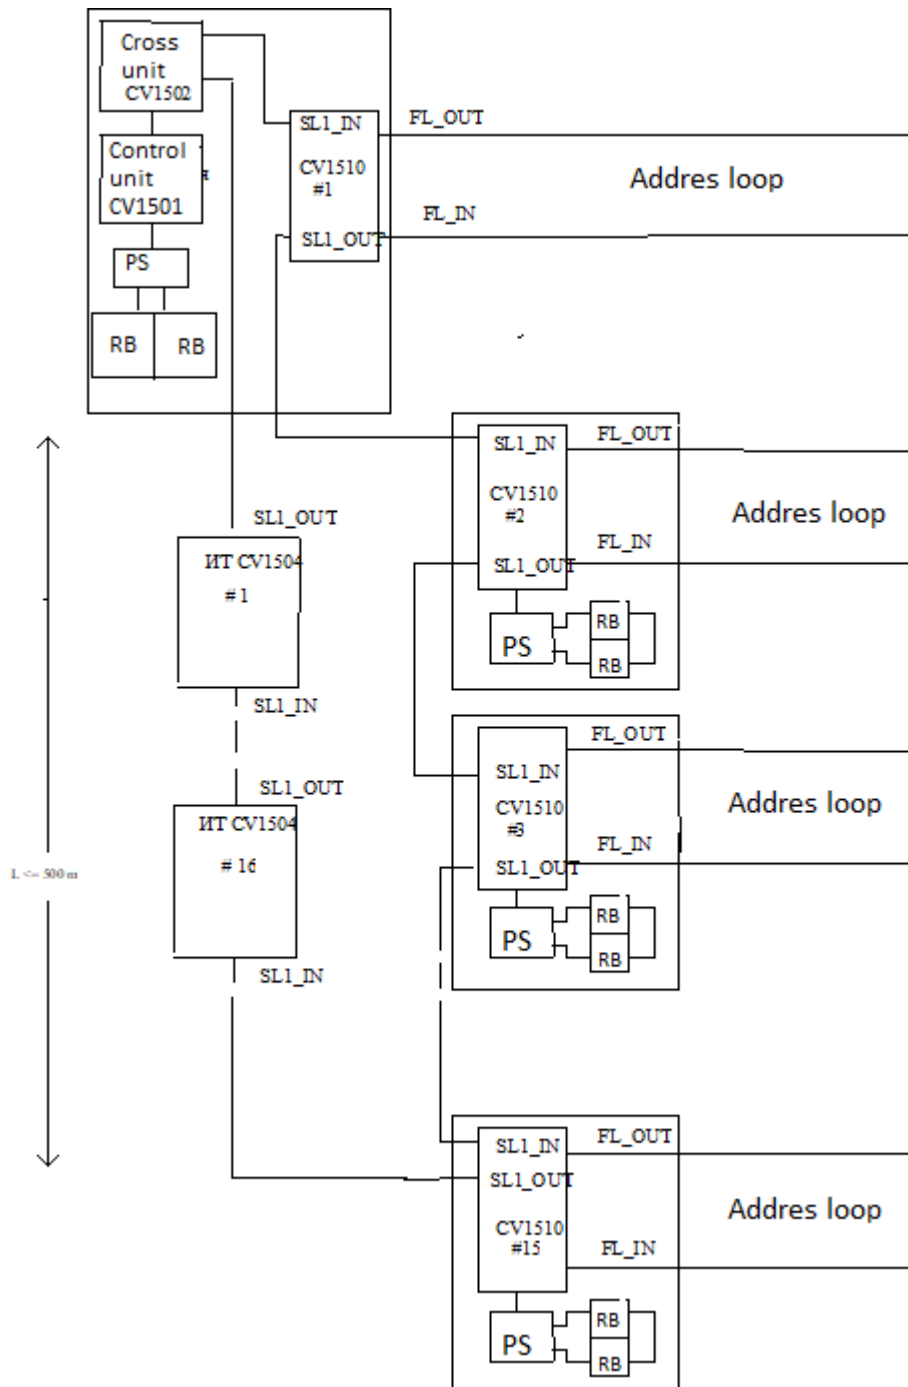 Cross
unit
CV1502
Control
unit
CV1501
PS
RB
RB
SL1_IN
CV1510
#1
SL1_OUT
FL_OUT
FL_IN
Addres loop
SL1_IN
CV1510
#2
SL1_OUT
FL_OUT
FL_IN
Addres loop
PS
RB
RB
SL1_OUT
ИТ CV1504
# 1
SL1_IN
SL1_OUT
ИТ CV1504
# 16
SL1_IN
L <= 500 m
SL1_IN
CV1510
#3
SL1_OUT
FL_OUT
FL_IN
Addres loop
PS
RB
RB
SL1_IN
SL1_OUT
CV1510
#15
FL_OUT
FL_IN
Addres loop
PS
RB
RB